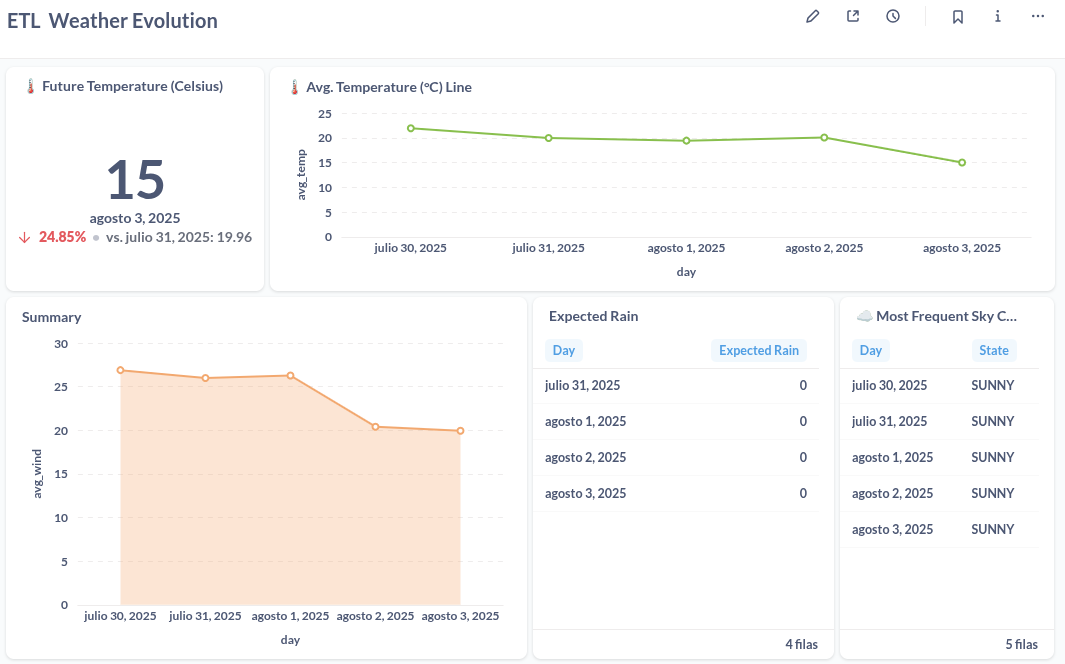 ETL Weather Evolution
🌡️ Future Temperature (Celsius)
15
agosto 3, 2025
↓ 24.85% • vs. julio 31, 2025: 19.96
🌡️ Avg. Temperature (°C) Line
25
20
15
10
5
0
avg_temp
julio 30, 2025 julio 31, 2025 agosto 1, 2025 agosto 2, 2025 agosto 3, 2025
day
Summary
30
25
20
15
10
5
0
avg_wind
julio 30, 2025 julio 31, 2025 agosto 1, 2025 agosto 2, 2025 agosto 3, 2025
day
Expected Rain
Day Expected Rain
julio 31, 2025 0
agosto 1, 2025 0
agosto 2, 2025 0
agosto 3, 2025 0
4 filas
☁️ Most Frequent Sky C...
Day State
julio 30, 2025 SUNNY
julio 31, 2025 SUNNY
agosto 1, 2025 SUNNY
agosto 2, 2025 SUNNY
agosto 3, 2025 SUNNY
5 filas